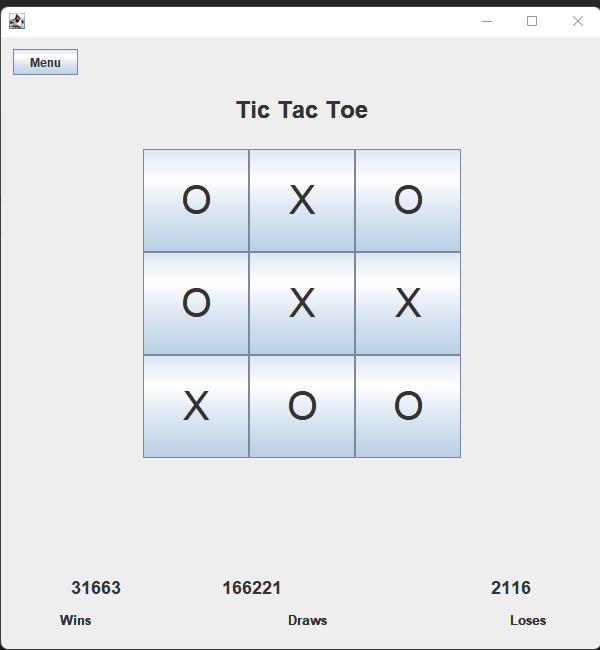 Menu
Tic Tac Toe
O X O
O X X
X O O
31663 166221 2116
Wins Draws Loses